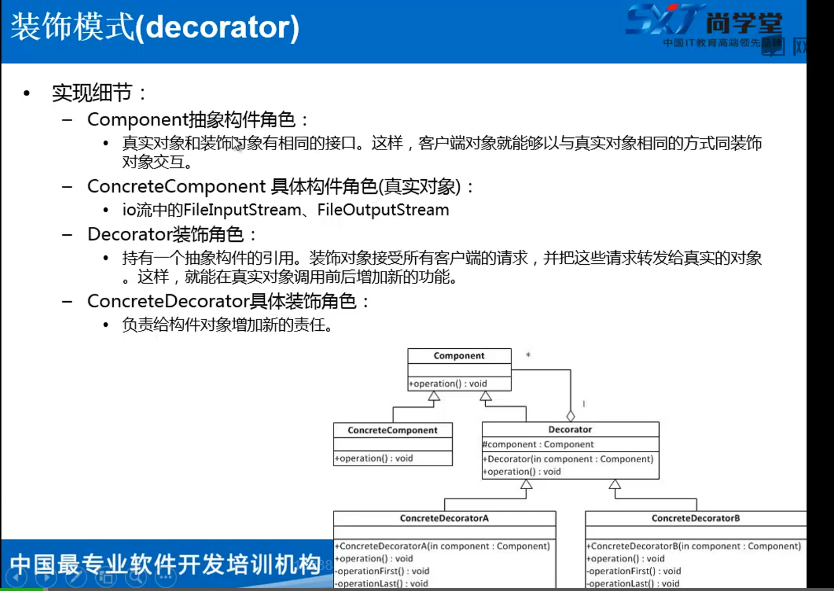 装饰模式(decorator)
SXT尚学堂
中国IT教育高端领先
• 实现细节：
– Component抽象构件角色：
• 真实对象和装饰对象有相同的接口。这样，客户端对象就能够以与真实对象相同的方式同装饰
对象交互。
– ConcreteComponent 具体构件角色(真实对象)：
• io流中的FileInputStream、FileOutputStream
– Decorator装饰角色：
• 持有一个抽象构件的引用。装饰对象接受所有客户端的请求，并把这些请求转发给真实的对象
。这样，就能在真实对象调用前后增加新的功能。
– ConcreteDecorator具体装饰角色：
• 负责给构件对象增加新的责任。
Component
*
+operation() : void
1
ConcreteComponent
+operation() : void
Decorator
#component : Component
+Decorator(in component : Component)
+operation() : void
ConcreteDecoratorA
+ConcreteDecoratorA(in component : Component)
+operation() : void
-operationFirst() : void
-operationLast() : void
ConcreteDecoratorB
+ConcreteDecoratorB(in component : Component)
+operation() : void
-operationFirst() : void
-operationLast() : void
中国最专业软件开发培训机构